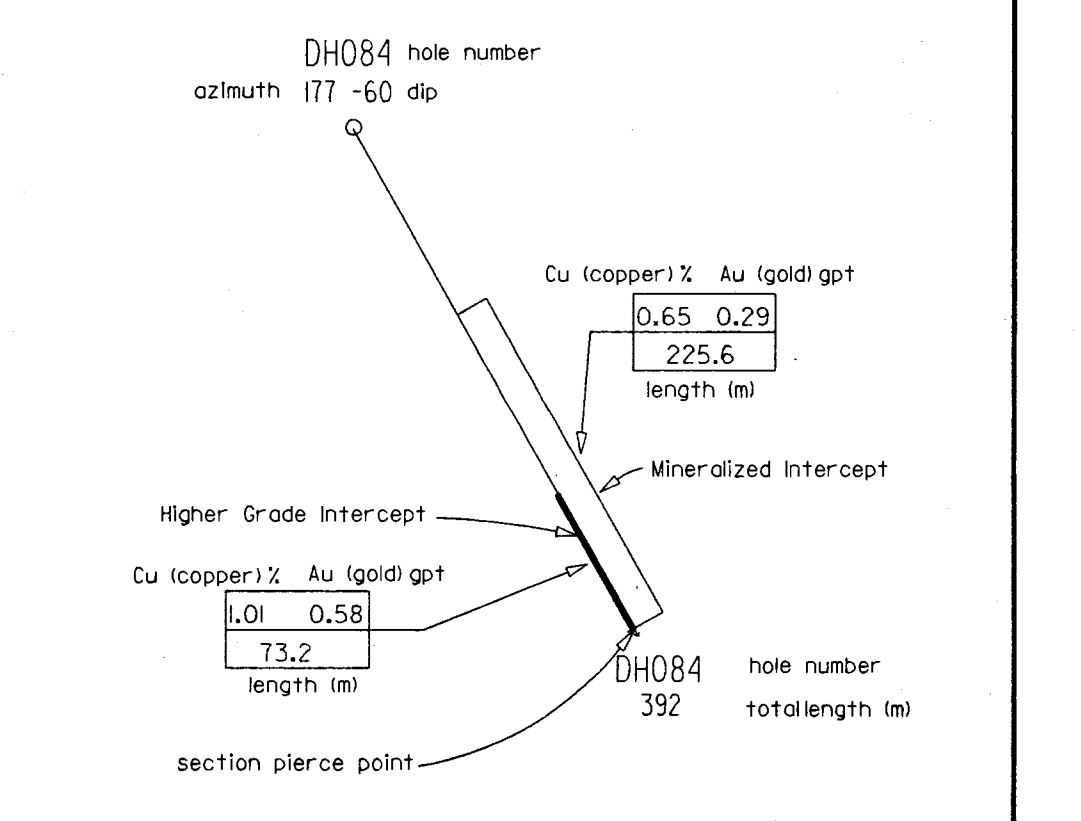 DH084 hole number
azimuth 177 -60 dip
Cu (copper) % Au (gold) gpt
0.65 0.29
225.6
length (m)
Mineralized Intercept
Higher Grade Intercept
Cu (copper) % Au (gold) gpt
1.01 0.58
73.2
length (m)
DH084 hole number
392 total length (m)
section pierce point